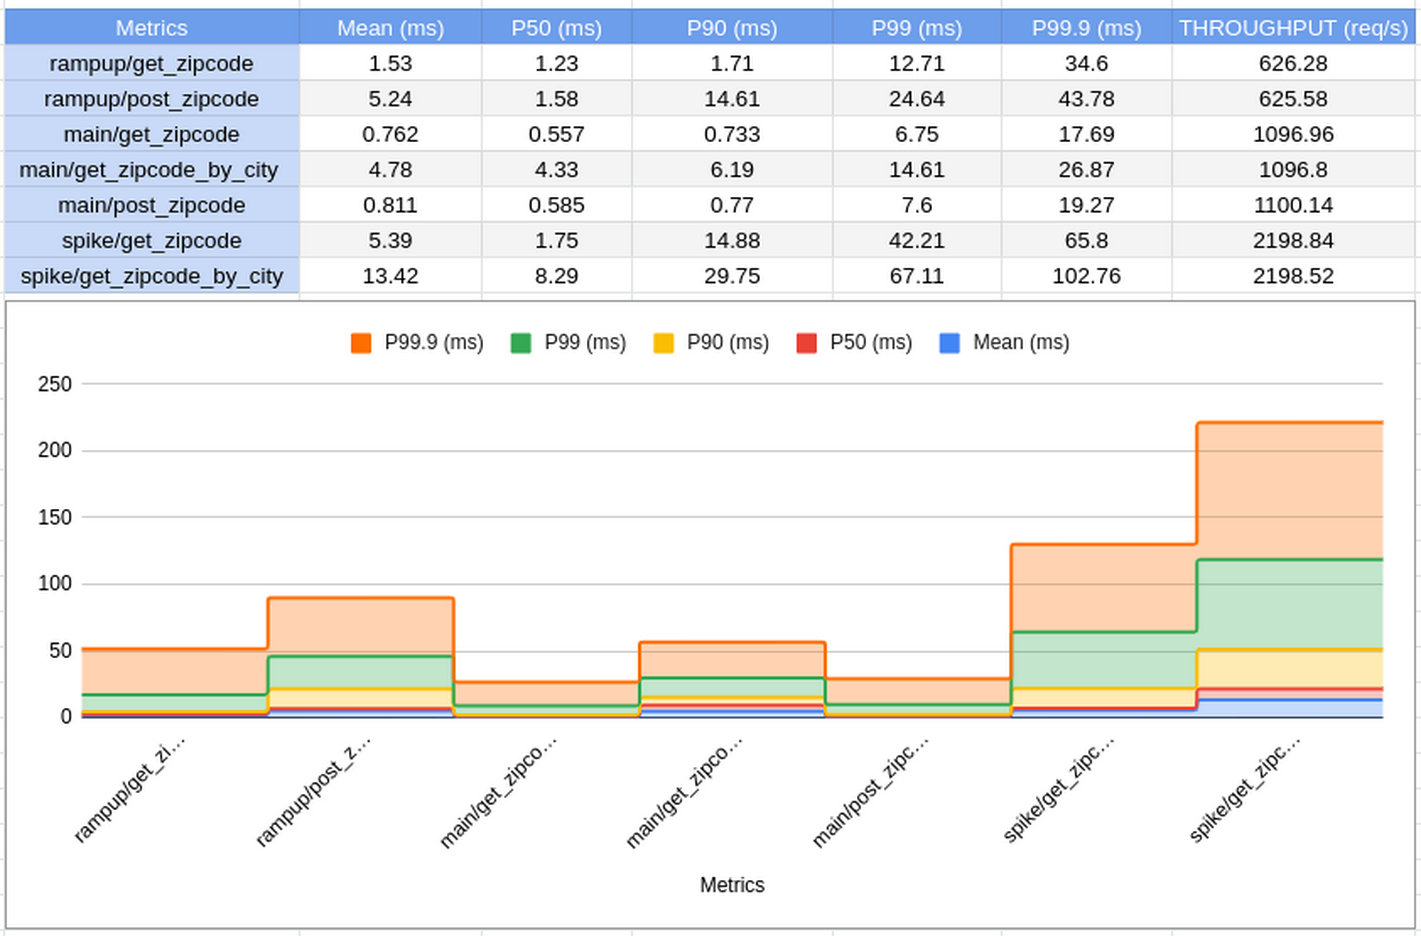 Metrics Mean (ms) P50 (ms) P90 (ms) P99 (ms) P99.9 (ms) THROUGHPUT (req/s)
rampup/get_zipcode 1.53 1.23 1.71 12.71 34.6 626.28
rampup/post_zipcode 5.24 1.58 14.61 24.64 43.78 625.58
main/get_zipcode 0.762 0.557 0.733 6.75 17.69 1096.96
main/get_zipcode_by_city 4.78 4.33 6.19 14.61 26.87 1096.8
main/post_zipcode 0.811 0.585 0.77 7.6 19.27 1100.14
spike/get_zipcode 5.39 1.75 14.88 42.21 65.8 2198.84
spike/get_zipcode_by_city 13.42 8.29 29.75 67.11 102.76 2198.52
P99.9 (ms) P99 (ms) P90 (ms) P50 (ms) Mean (ms)
250
200
150
100
50
0
rampup/get_zi...
rampup/post_z...
main/get_zipco...
main/get_zipco...
main/post_zipc...
spike/get_zipc...
spike/get_zipc...
Metrics